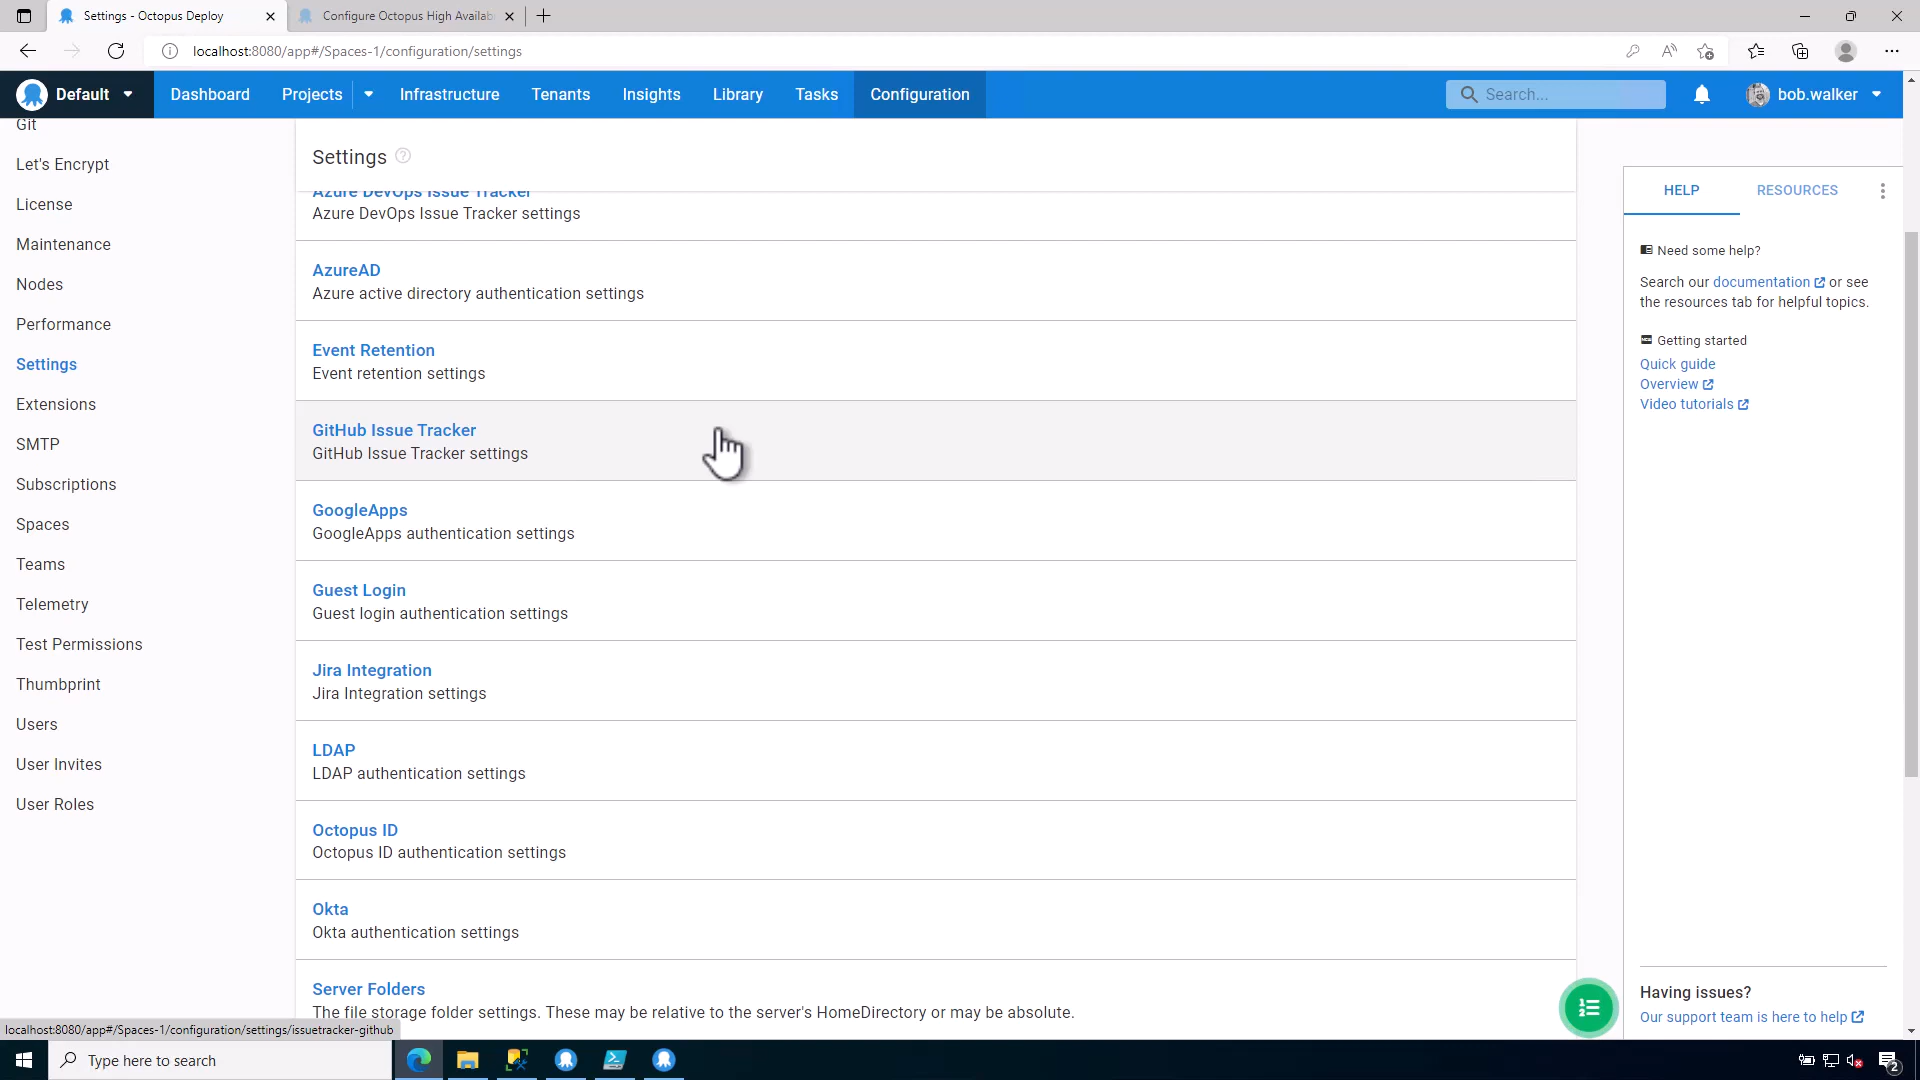 Settings - Octopus Deploy
Configure Octopus High Availab
localhost:8080/app#/Spaces-1/configuration/settings
Default
Dashboard
Projects
Infrastructure
Tenants
Insights
Library
Tasks
Configuration
Search...
bob.walker
Git
Let's Encrypt
License
Maintenance
Nodes
Performance
Settings
Extensions
SMTP
Subscriptions
Spaces
Teams
Telemetry
Test Permissions
Thumbprint
Users
User Invites
User Roles
Settings
Azure DevOps Issue Tracker
Azure DevOps Issue Tracker settings
AzureAD
Azure active directory authentication settings
Event Retention
Event retention settings
GitHub Issue Tracker
GitHub Issue Tracker settings
GoogleApps
GoogleApps authentication settings
Guest Login
Guest login authentication settings
Jira Integration
Jira Integration settings
LDAP
LDAP authentication settings
Octopus ID
Octopus ID authentication settings
Okta
Okta authentication settings
Server Folders
The file storage folder settings. These may be relative to the server's HomeDirectory or may be absolute.
HELP
RESOURCES
Need some help?
Search our documentation or see
the resources tab for helpful topics.
Getting started
Quick guide
Overview
Video tutorials
Having issues?
Our support team is here to help
localhost:8080/app#/Spaces-1/configuration/settings/issuetracker-github
Type here to search
2